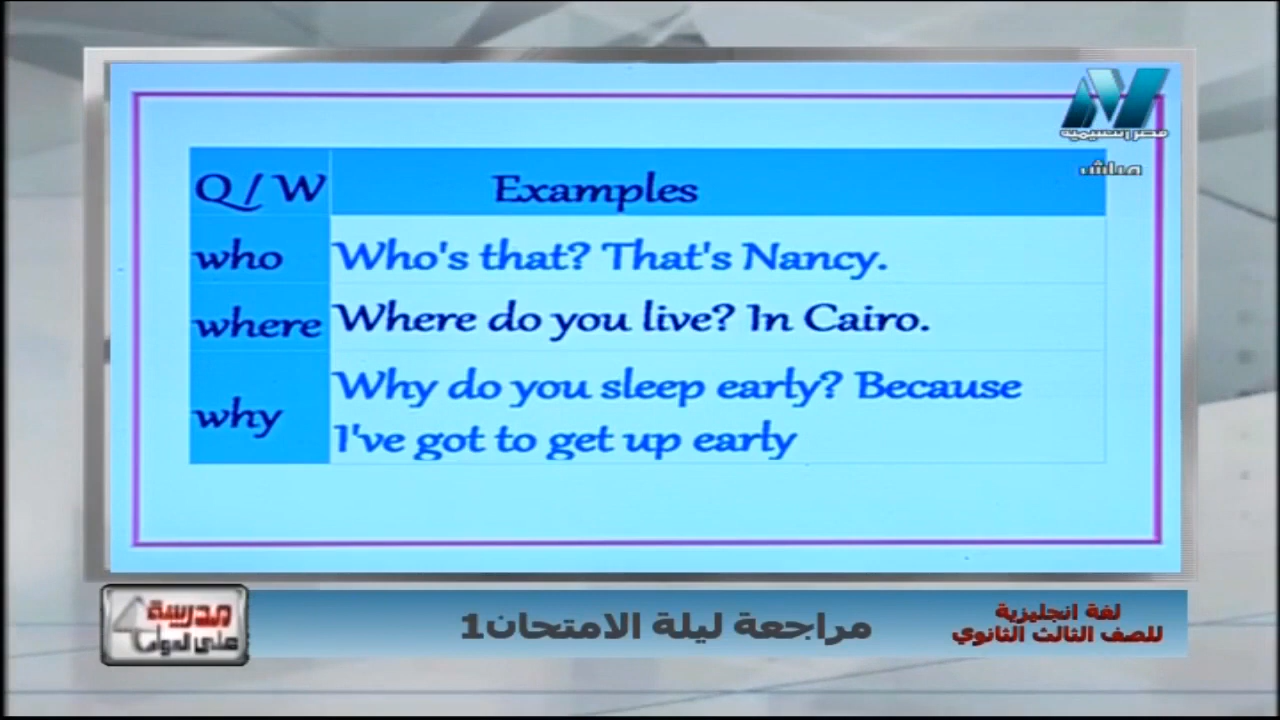 مصر التعليمية
مباشر
Q / W Examples
who Who's that? That's Nancy.
where Where do you live? In Cairo.
why Why do you sleep early? Because
I've got to get up early
مدرسة
على الهواء
مراجعة ليلة الامتحان1
لغة انجليزية
للصف الثالث الثانوي